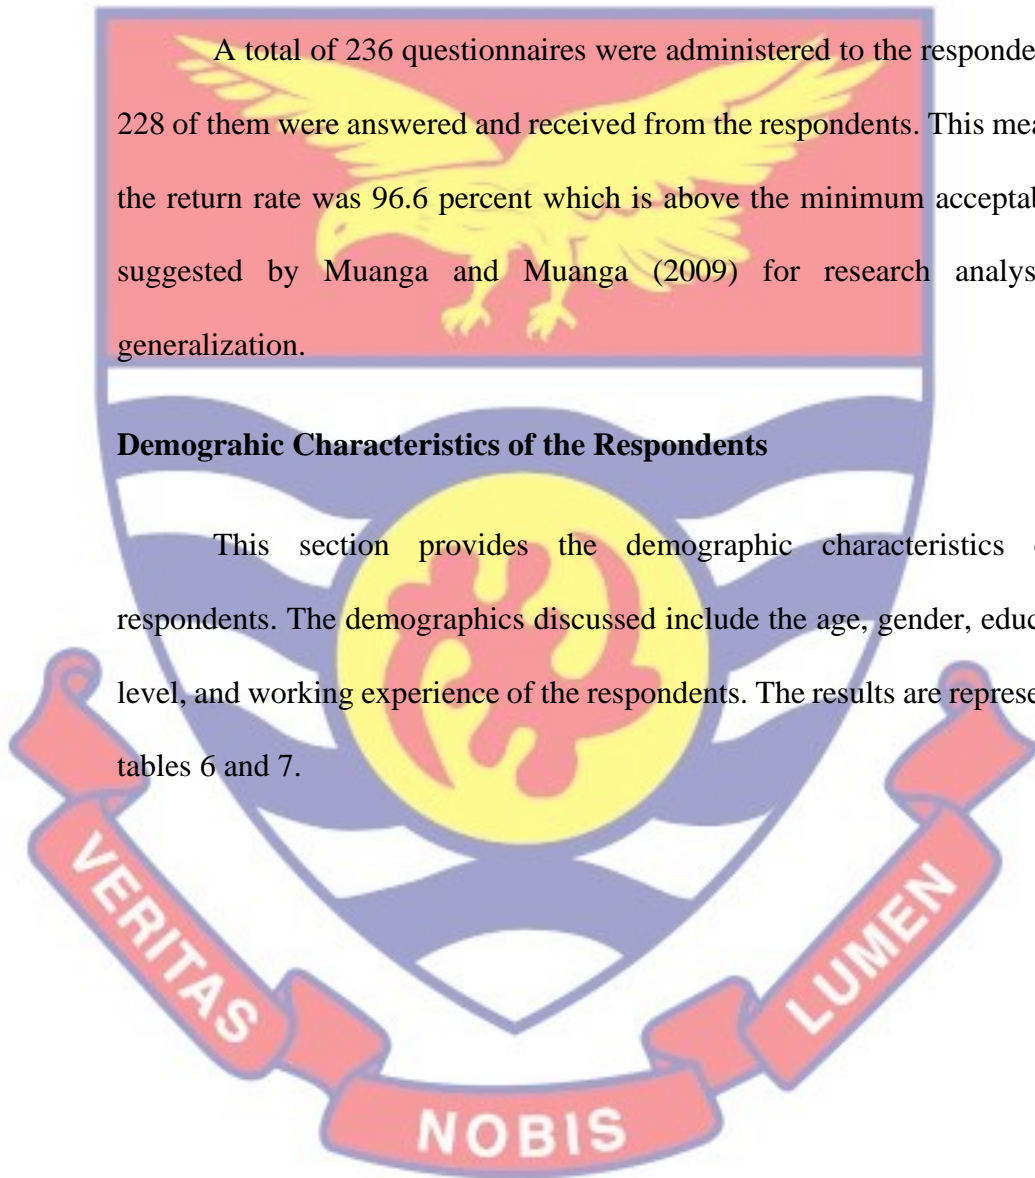 A total of 236 questionnaires were administered to the responde
228 of them were answered and received from the respondents. This mea
the return rate was 96.6 percent which is above the minimum acceptab
suggested by Muanga and Muanga (2009) for research analys
generalization.
Demograhic Characteristics of the Respondents
This section provides the demographic characteristics
respondents. The demographics discussed include the age, gender, educ
level, and working experience of the respondents. The results are represe
tables 6 and 7.
VERITAS
NOBIS
LUMEN